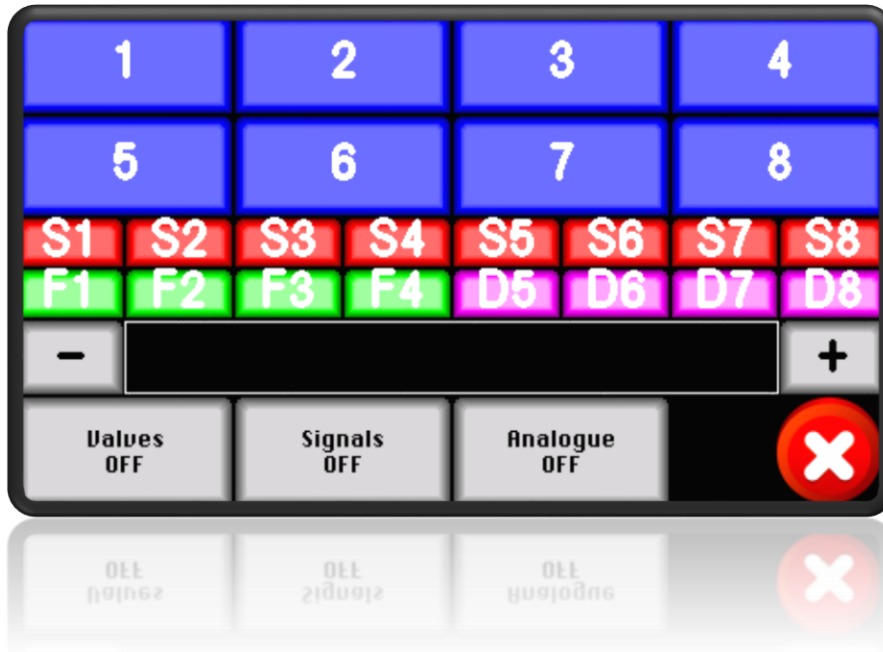 1 2 3 4
5 6 7 8
S1 S2 S3 S4 S5 S6 S7 S8
F1 F2 F3 F4 D5 D6 D7 D8
- +
Valves Signals Analogue
OFF OFF OFF